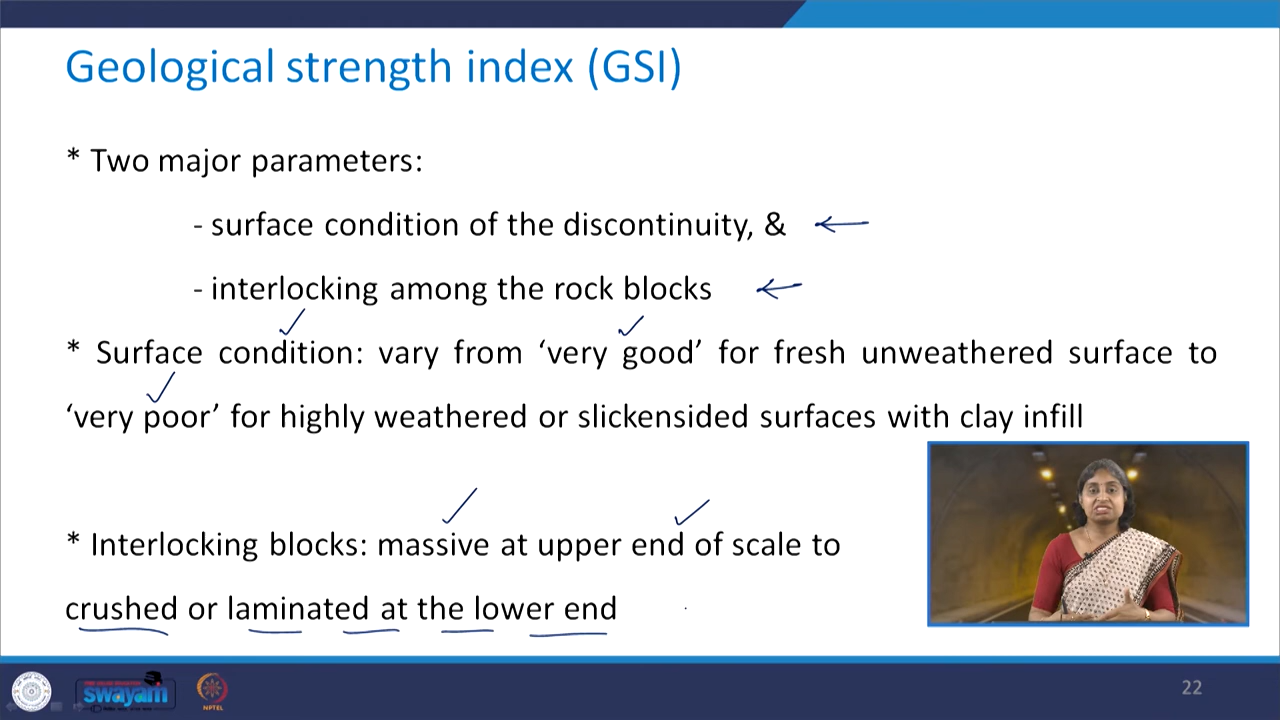 Geological strength index (GSI)
* Two major parameters:
- surface condition of the discontinuity, &
- interlocking among the rock blocks
* Surface condition: vary from ‘very good’ for fresh unweathered surface to
‘very poor’ for highly weathered or slickensided surfaces with clay infill
* Interlocking blocks: massive at upper end of scale to
crushed or laminated at the lower end
swayam
NPTEL
22